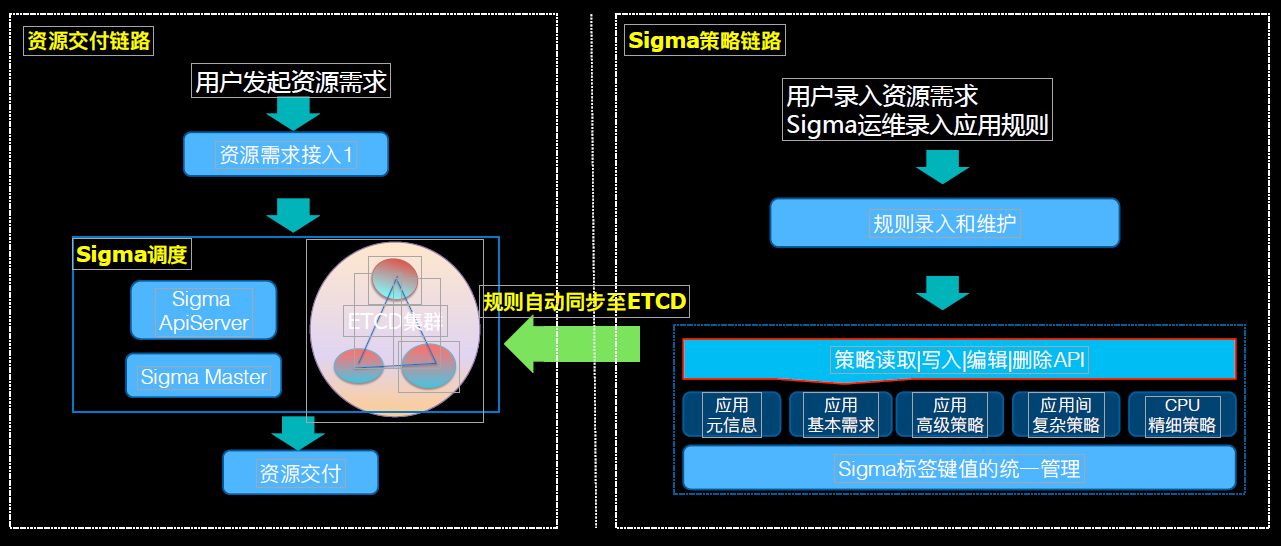 资源交付链路
用户发起资源需求
资源需求接入1
Sigma调度
Sigma
ApiServer
Sigma Master
ETCD集群
资源交付
规则自动同步至ETCD
Sigma策略链路
用户录入资源需求
Sigma运维录入应用规则
规则录入和维护
策略读取|写入|编辑|删除API
应用
元信息
应用
基本需求
应用
高级策略
应用间
复杂策略
CPU
精细策略
Sigma标签键值的统一管理